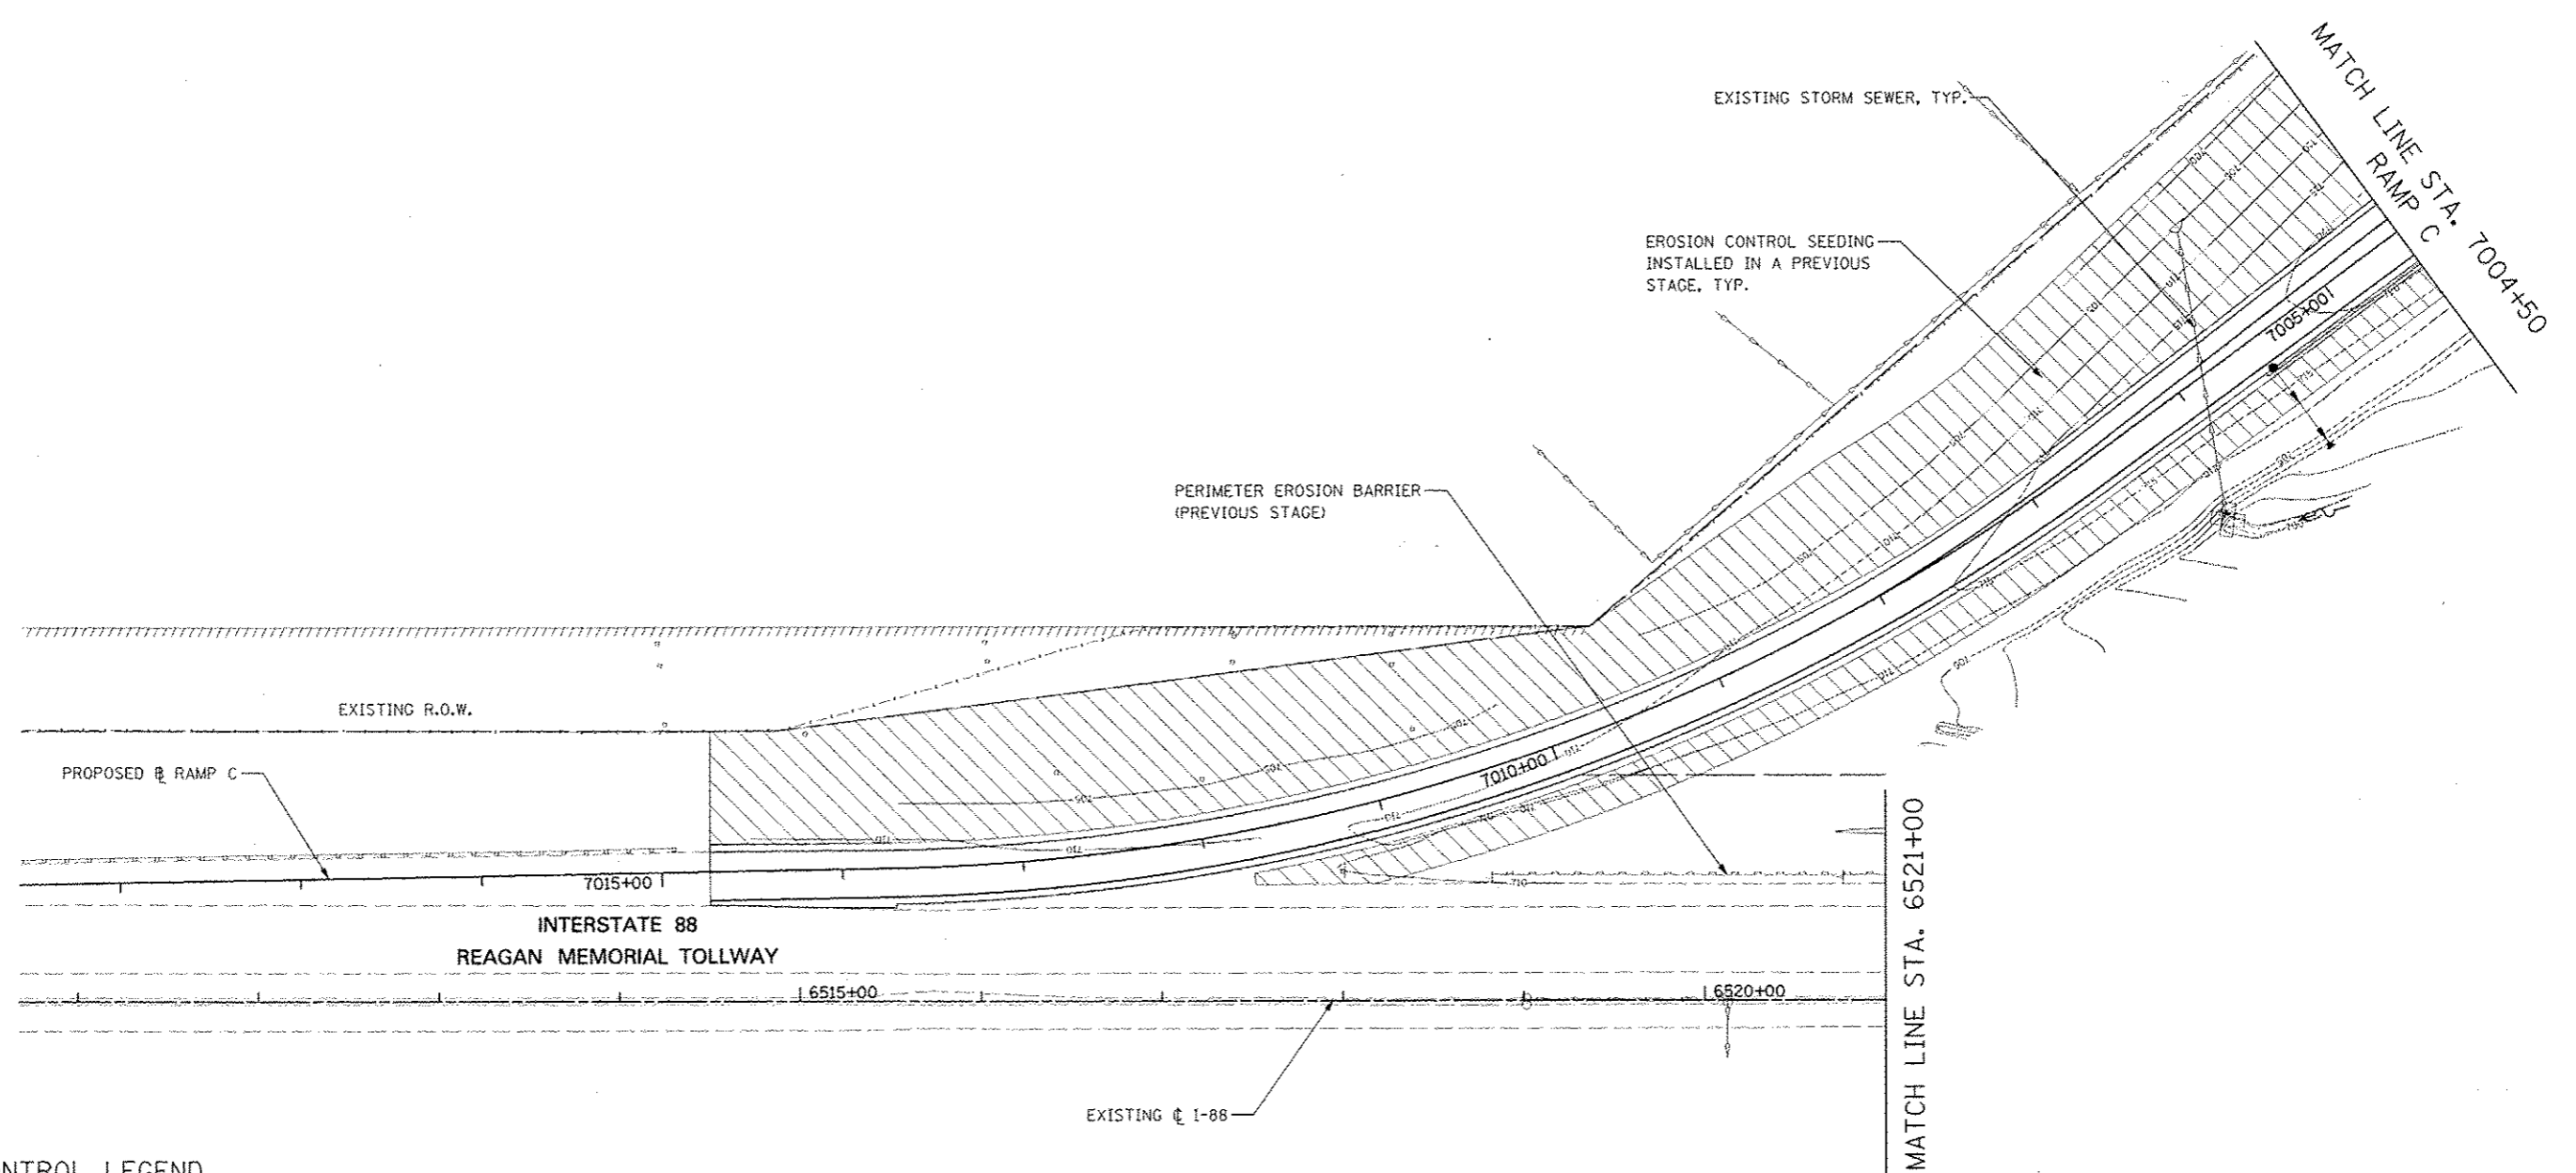 MATCH LINE STA. 7004+50
RAMP C
EXISTING STORM SEWER, TYP.
EROSION CONTROL SEEDING
INSTALLED IN A PREVIOUS
STAGE, TYP.
7005+00
PERIMETER EROSION BARRIER
(PREVIOUS STAGE)
EXISTING R.O.W.
PROPOSED ℄ RAMP C
7010+00
7015+00
710
INTERSTATE 88
REAGAN MEMORIAL TOLLWAY
6515+00
6520+00
MATCH LINE STA. 6521+00
EXISTING ℄ I-88
NTROL LEGEND